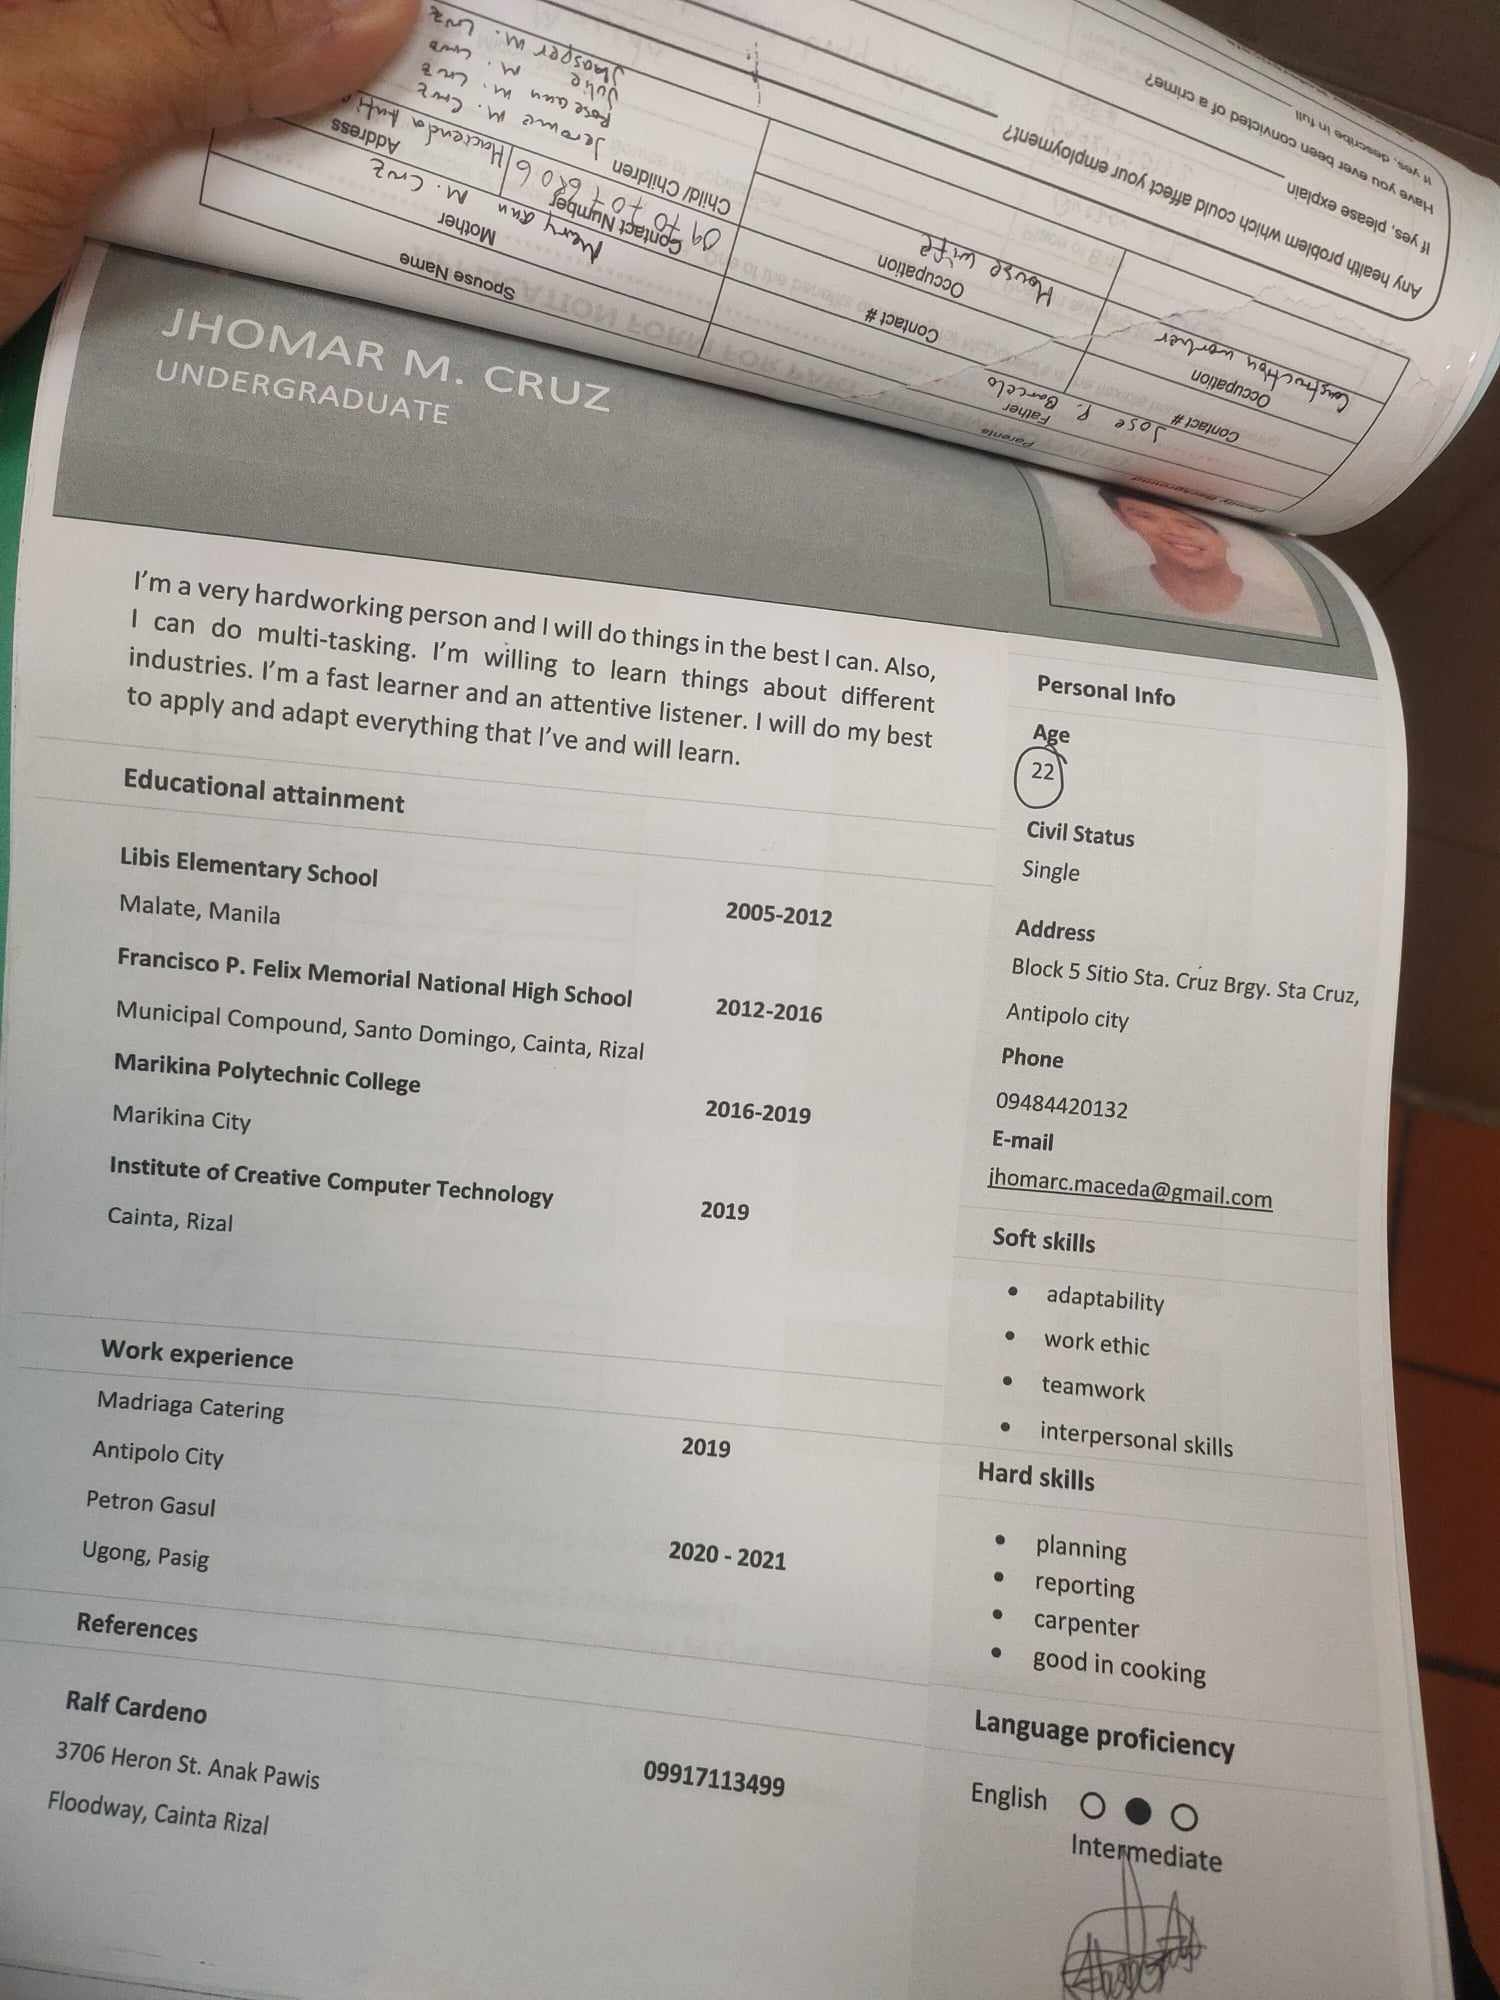 JHOMAR M. CRUZ
UNDERGRADUATE
I'm a very hardworking person and I will do things in the best I can. Also,
I can do multi-tasking. I'm willing to learn things about different
industries. I'm a fast learner and an attentive listener. I will do my best
to apply and adapt everything that I've and will learn.
Educational attainment
Libis Elementary School
Malate, Manila
2005-2012
Francisco P. Felix Memorial National High School
2012-2016
Municipal Compound, Santo Domingo, Cainta, Rizal
Marikina Polytechnic College
2016-2019
Marikina City
Institute of Creative Computer Technology
2019
Cainta, Rizal
Work experience
Madriaga Catering
2019
Antipolo City
Petron Gasul
2020 - 2021
Ugong, Pasig
References
Ralf Cardeno
3706 Heron St. Anak Pawis
09917113499
Floodway, Cainta Rizal
Personal Info
Age
22
Civil Status
Single
Address
Block 5 Sitio Sta. Cruz Brgy. Sta Cruz,
Antipolo city
Phone
09484420132
E-mail
jhomarc.maceda@gmail.com
Soft skills
• adaptability
• work ethic
• teamwork
• interpersonal skills
Hard skills
• planning
• reporting
• carpenter
• good in cooking
Language proficiency
English
Intermediate
Parents
Father
Jose P. Barcelo
Contact #
Occupation
Construction worker
Mother
Mery ann M. Cruz
Contact #
Occupation
House wife
Spouse Name
Address
Hacienda
Contact Number
Child/ Children
Jerome M. Cruz
Rose ann M. Cruz
Julie M. Cruz
Jhasper M. Cruz
Any health problem which could affect your employment?
If yes, please explain
Have you ever been convicted of a crime?
If yes, describe in full